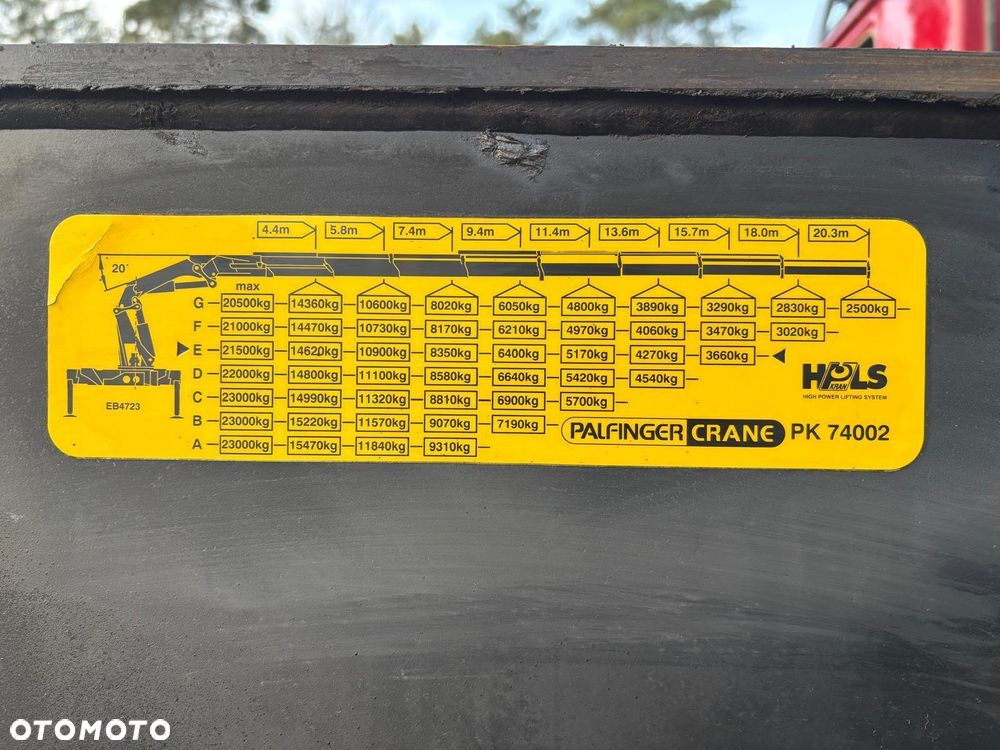 4.4m 5.8m 7.4m 9.4m 11.4m 13.6m 15.7m 18.0m 20.3m
20°
max
G 20500kg 14360kg 10600kg 8020kg 6050kg 4800kg 3890kg 3290kg 2830kg 2500kg
F 21000kg 14470kg 10730kg 8170kg 6210kg 4970kg 4060kg 3470kg 3020kg
E 21500kg 14620kg 10900kg 8350kg 6400kg 5170kg 4270kg 3660kg
D 22000kg 14800kg 11100kg 8580kg 6640kg 5420kg 4540kg
C 23000kg 14990kg 11320kg 8810kg 6900kg 5700kg
B 23000kg 15220kg 11570kg 9070kg 7190kg
A 23000kg 15470kg 11840kg 9310kg
EB4723
HPLS
KRAN
HIGH POWER LIFTING SYSTEM
PALFINGER CRANE PK 74002
OTOMOTO